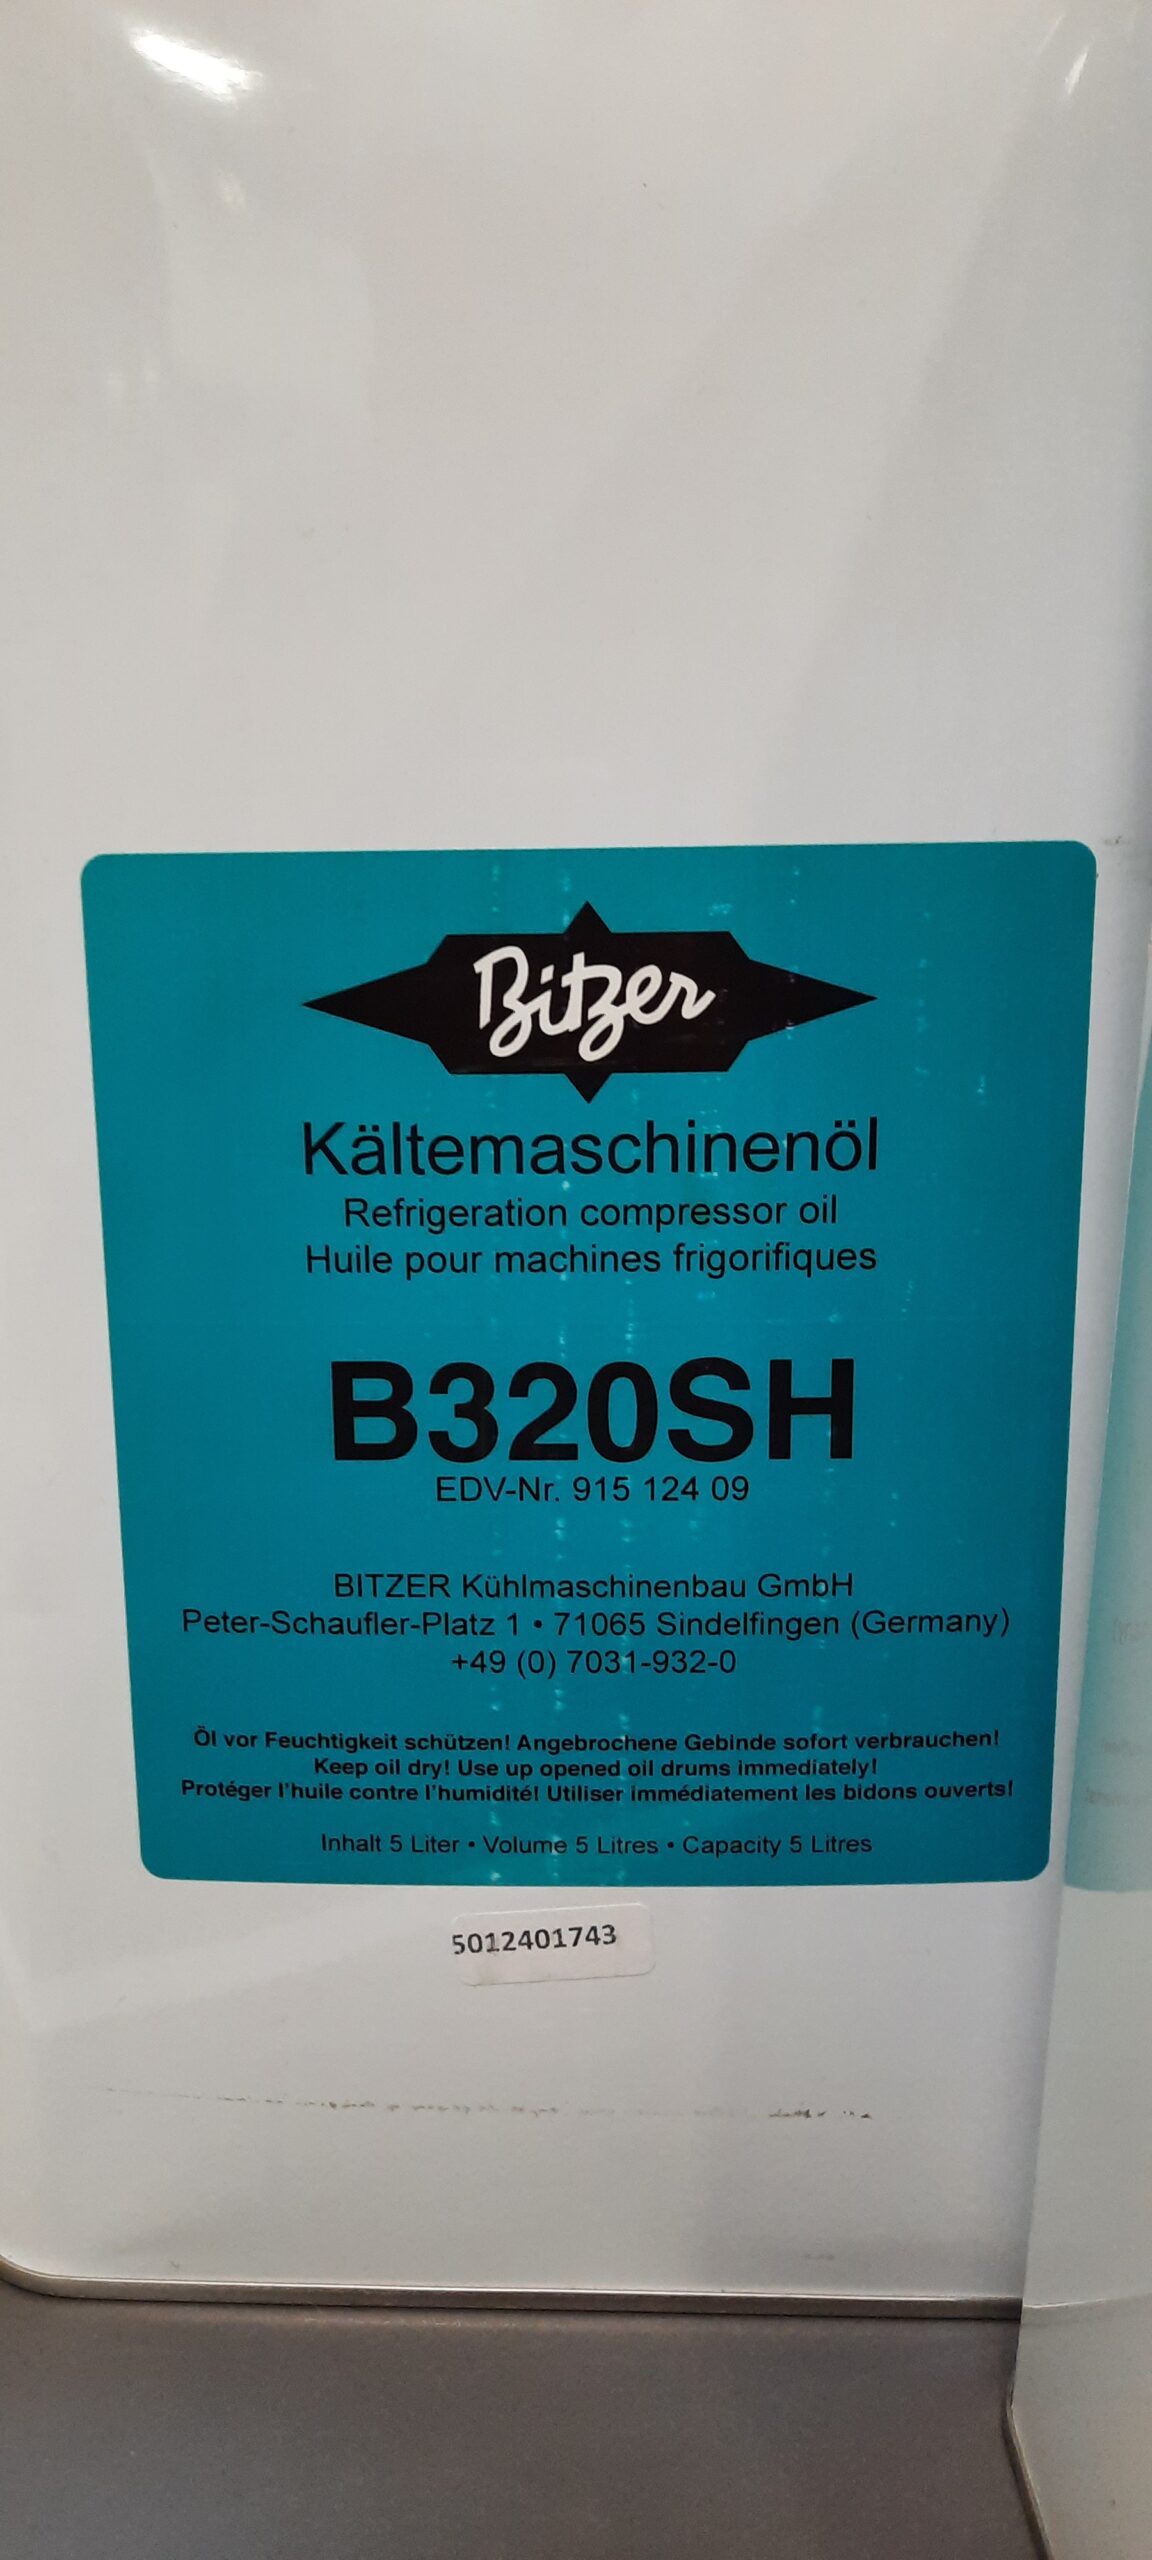 Bitzer
Kältemaschinenöl
Refrigeration compressor oil
Huile pour machines frigorifiques
B320SH
EDV-Nr. 915 124 09
BITZER Kühlmaschinenbau GmbH
Peter-Schaufler-Platz 1 • 71065 Sindelfingen (Germany)
+49 (0) 7031-932-0
Öl vor Feuchtigkeit schützen! Angebrochene Gebinde sofort verbrauchen!
Keep oil dry! Use up opened oil drums immediately!
Protéger l'huile contre l'humidité! Utiliser immédiatement les bidons ouverts!
Inhalt 5 Liter • Volume 5 Litres • Capacity 5 Litres
5012401743